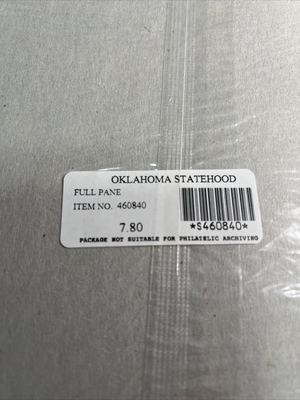 OKLAHOMA STATEHOOD
FULL PANE
ITEM NO. 460840
7.80
*S460840*
PACKAGE NOT SUITABLE FOR PHILATELIC ARCHIVING